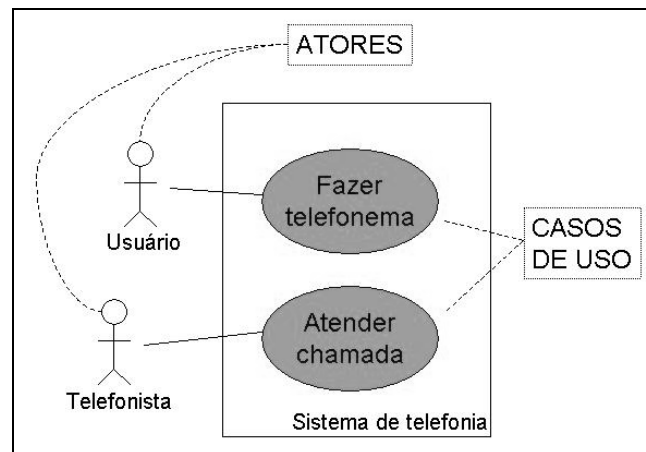 ATORES
Fazer
telefonema
Usuário
CASOS
DE USO
Atender
chamada
Telefonista
Sistema de telefonia